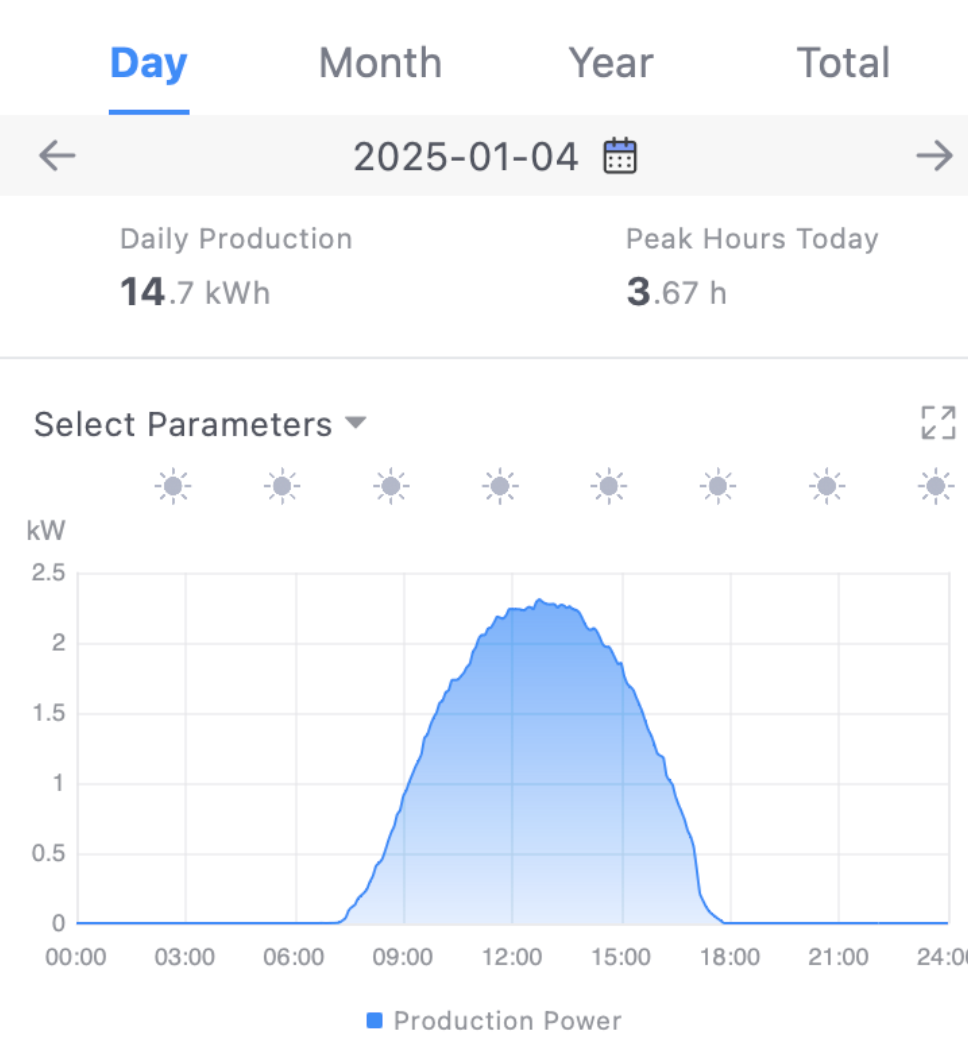 Day Month Year Total
2025-01-04
Daily Production Peak Hours Today
14.7 kWh 3.67 h
Select Parameters
kW
2.5
2
1.5
1
0.5
0
00:00 03:00 06:00 09:00 12:00 15:00 18:00 21:00 24:0
Production Power